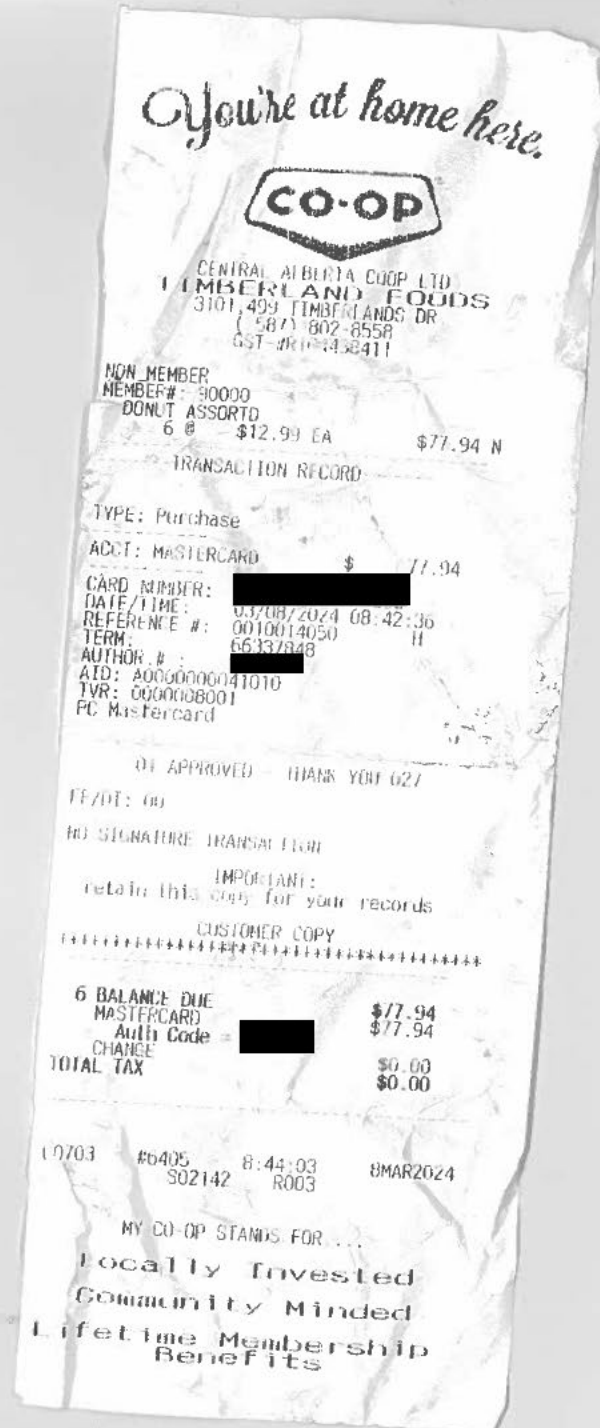 You're at home here.
CO-OP
CENTRAL ALBERTA COOP LTD
TIMBERLAND FOODS
3101,499 TIMBERLANDS DR
( 587) 802-8558
NON MEMBER
MEMBER#: 90000
DONUT ASSORTD
6 @ $12.99 EA $77.94 N
TRANSACTION RECORD
TYPE: Purchase
ACCT: MASTERCARD $ 77.94
CARD NUMBER:
DATE/TIME: 03/08/2024 08:42:36
REFERENCE #: 0010014050 H
TERM: 66337848
AUTHOR.# :
AID: A0000000041010
TVR: 0000008001
PC Mastercard
01 APPROVED - THANK YOU 027
NO SIGNATURE TRANSACTION
IMPORTANT:
retain this copy for your records
CUSTOMER COPY
6 BALANCE DUE $77.94
MASTERCARD $77.94
Auth Code =
CHANGE $0.00
TOTAL TAX $0.00
#6405 8:44:03 8MAR2024
S02142 R003
MY CO-OP STANDS FOR ...
Locally Invested
Community Minded
Lifetime Membership
Benefits